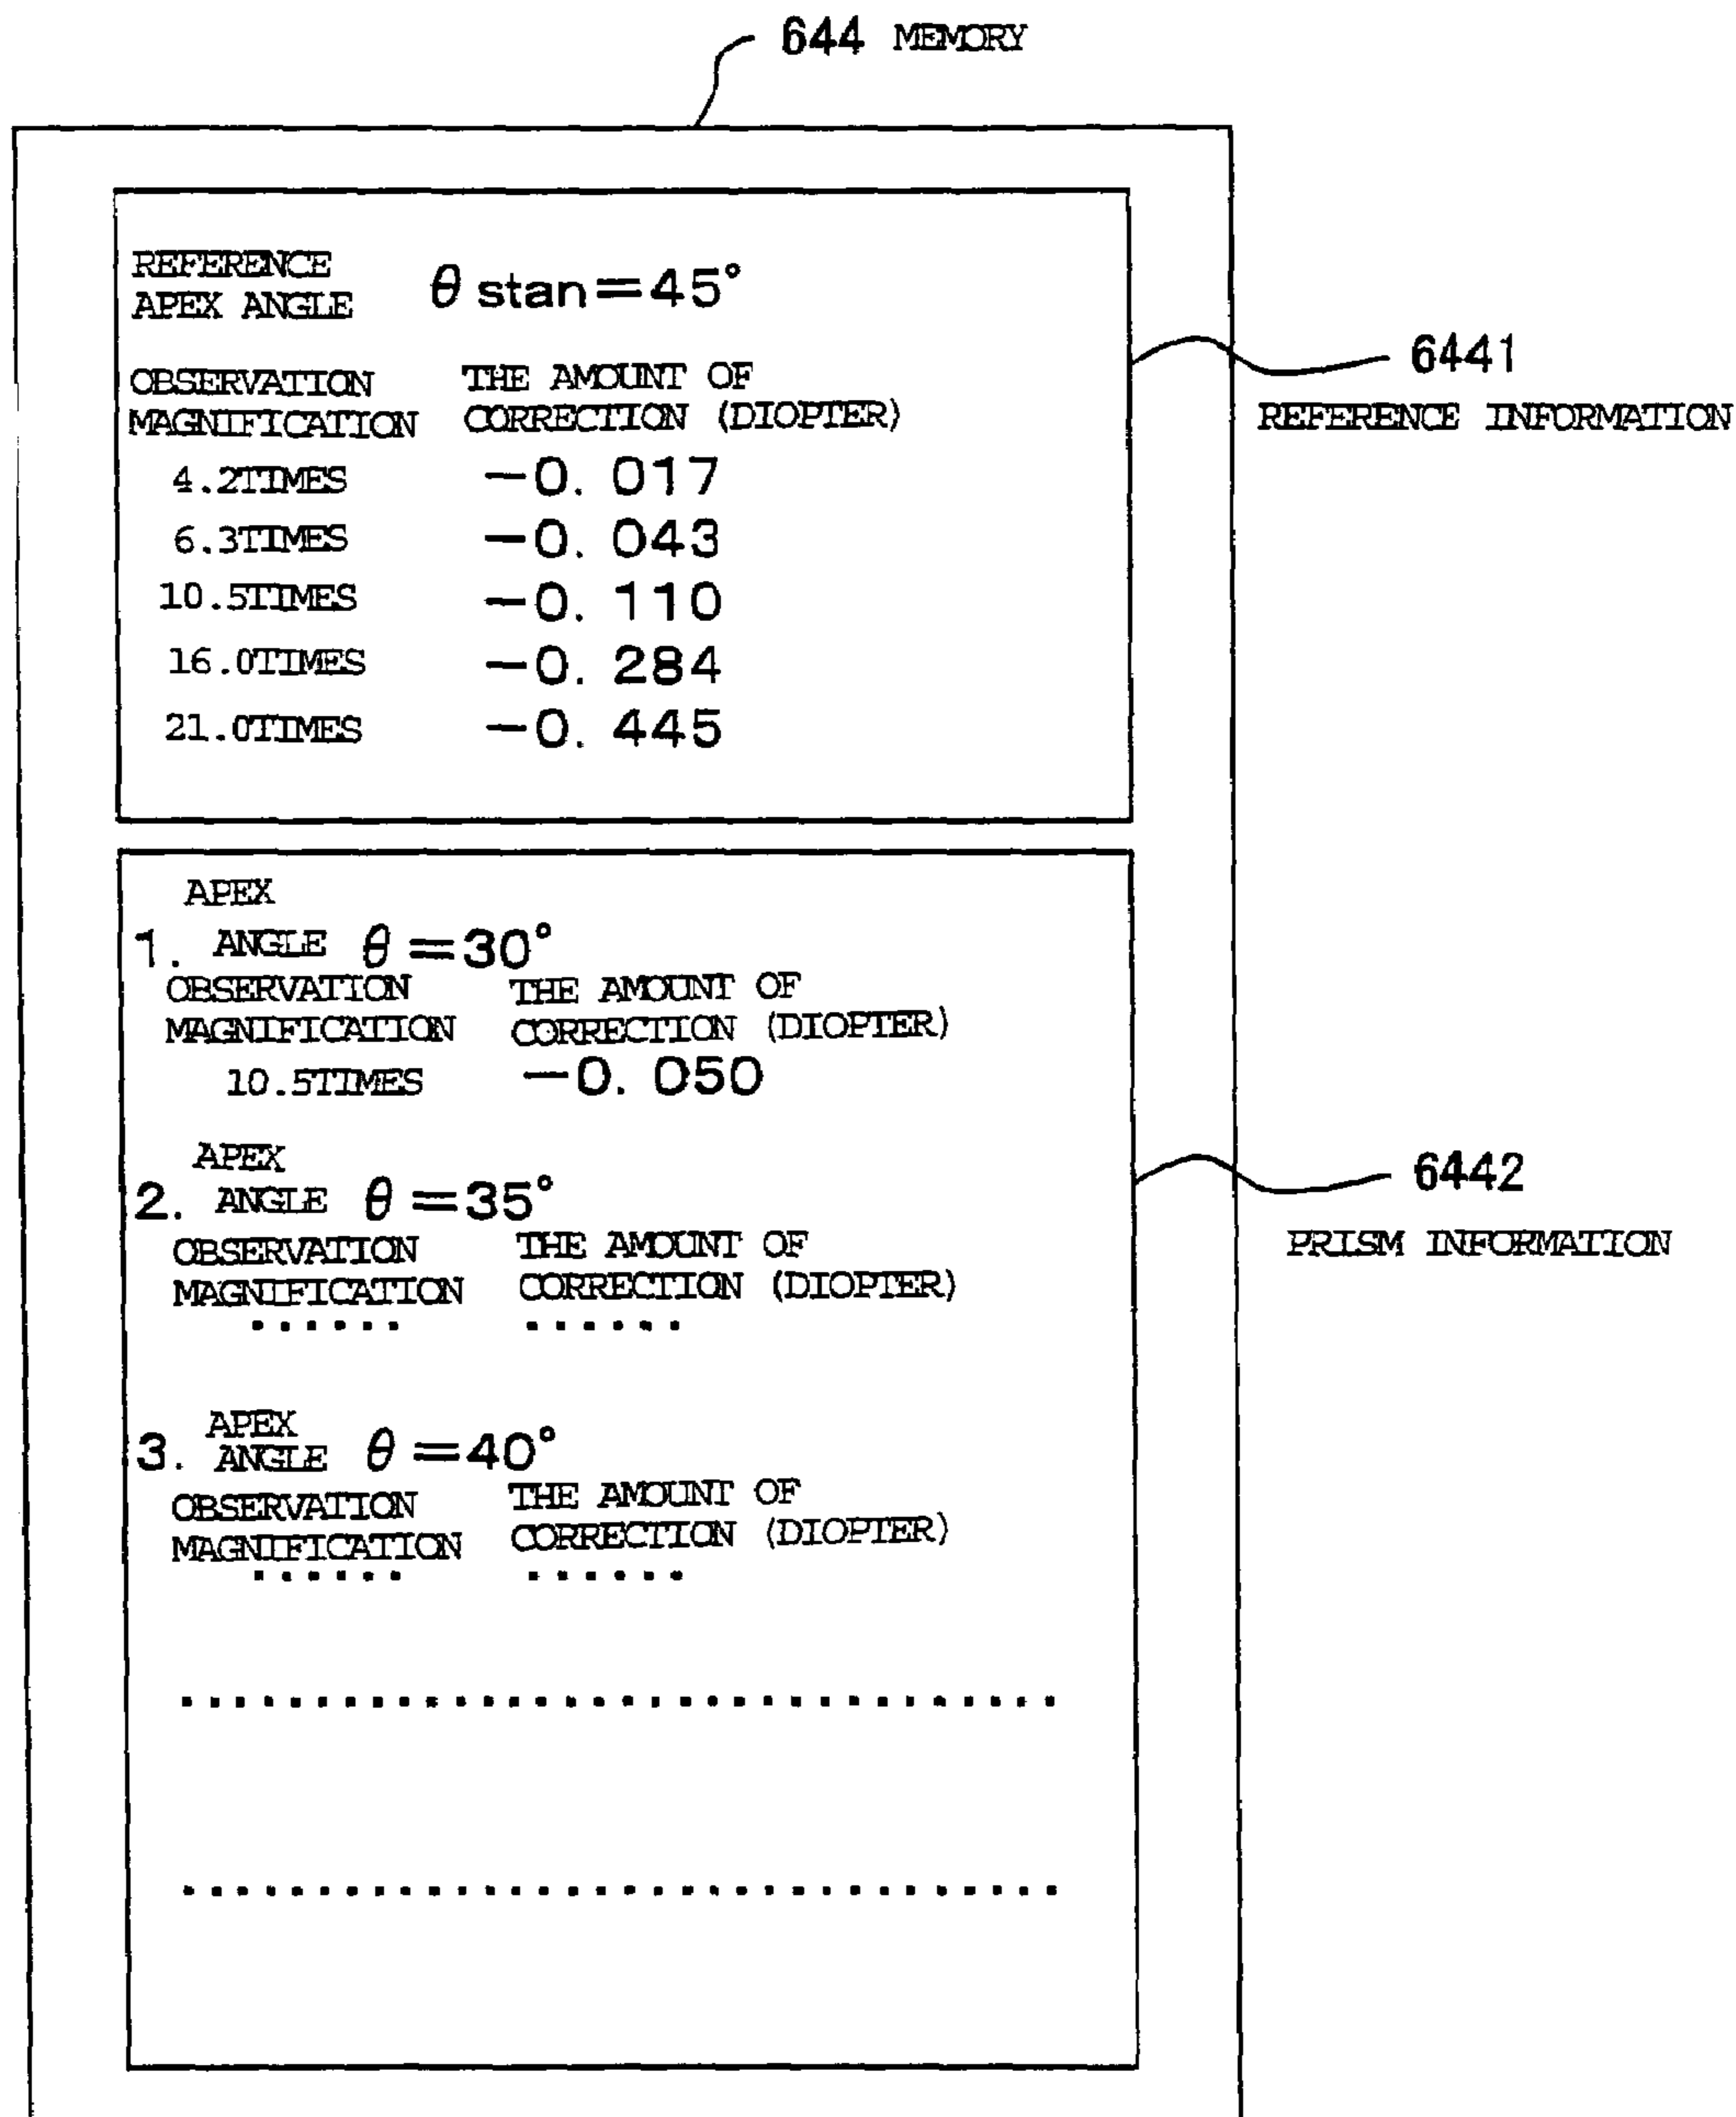 644 MEMORY
REFERENCE
APEX ANGLE θ stan=45°
OBSERVATION THE AMOUNT OF
MAGNIFICATION CORRECTION (DIOPTER)
4.2TIMES −0. 017
6.3TIMES −0. 043
10.5TIMES −0. 110
16.0TIMES −0. 284
21.0TIMES −0. 445
6441
REFERENCE INFORMATION
APEX
1. ANGLE θ=30°
OBSERVATION THE AMOUNT OF
MAGNIFICATION CORRECTION (DIOPTER)
10.5TIMES −0. 050
APEX
2. ANGLE θ=35°
OBSERVATION THE AMOUNT OF
MAGNIFICATION CORRECTION (DIOPTER)
...... ......
6442
PRISM INFORMATION
APEX
3. ANGLE θ=40°
OBSERVATION THE AMOUNT OF
MAGNIFICATION CORRECTION (DIOPTER)
...... ......
................................
................................